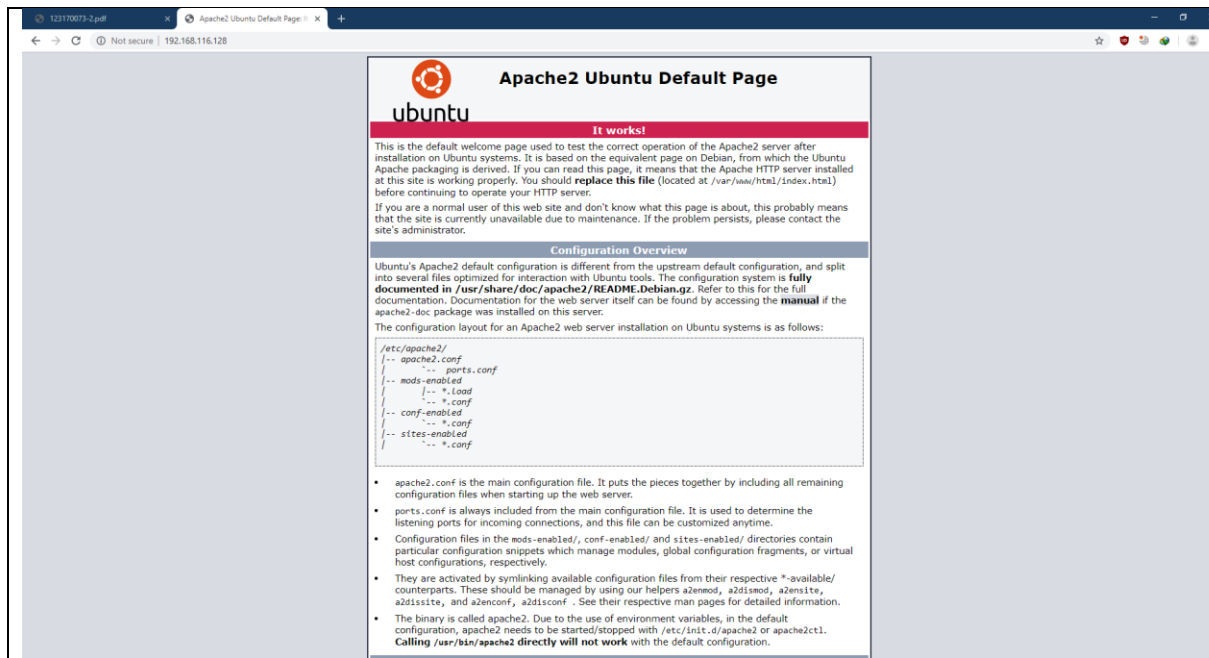 123170073-2.pdf
Apache2 Ubuntu Default Page:
Not secure | 192.168.116.128
ubuntu
Apache2 Ubuntu Default Page
It works!
This is the default welcome page used to test the correct operation of the Apache2 server after
installation on Ubuntu systems. It is based on the equivalent page on Debian, from which the Ubuntu
Apache packaging is derived. If you can read this page, it means that the Apache HTTP server installed
at this site is working properly. You should replace this file (located at /var/www/html/index.html)
before continuing to operate your HTTP server.
If you are a normal user of this web site and don't know what this page is about, this probably means
that the site is currently unavailable due to maintenance. If the problem persists, please contact the
site's administrator.
Configuration Overview
Ubuntu's Apache2 default configuration is different from the upstream default configuration, and split
into several files optimized for interaction with Ubuntu tools. The configuration system is fully
documented in /usr/share/doc/apache2/README.Debian.gz. Refer to this for the full
documentation. Documentation for the web server itself can be found by accessing the manual if the
apache2-doc package was installed on this server.
The configuration layout for an Apache2 web server installation on Ubuntu systems is as follows:
/etc/apache2/
|-- apache2.conf
|       `--  ports.conf
|-- mods-enabled
|       |-- *.load
|       `-- *.conf
|-- conf-enabled
|       `-- *.conf
|-- sites-enabled
|       `-- *.conf
• apache2.conf is the main configuration file. It puts the pieces together by including all remaining
configuration files when starting up the web server.
• ports.conf is always included from the main configuration file. It is used to determine the
listening ports for incoming connections, and this file can be customized anytime.
• Configuration files in the mods-enabled/, conf-enabled/ and sites-enabled/ directories contain
particular configuration snippets which manage modules, global configuration fragments, or virtual
host configurations, respectively.
• They are activated by symlinking available configuration files from their respective *-available/
counterparts. These should be managed by using our helpers a2enmod, a2dismod, a2ensite,
a2dissite, and a2enconf, a2disconf . See their respective man pages for detailed information.
• The binary is called apache2. Due to the use of environment variables, in the default
configuration, apache2 needs to be started/stopped with /etc/init.d/apache2 or apache2ctl.
Calling /usr/bin/apache2 directly will not work with the default configuration.